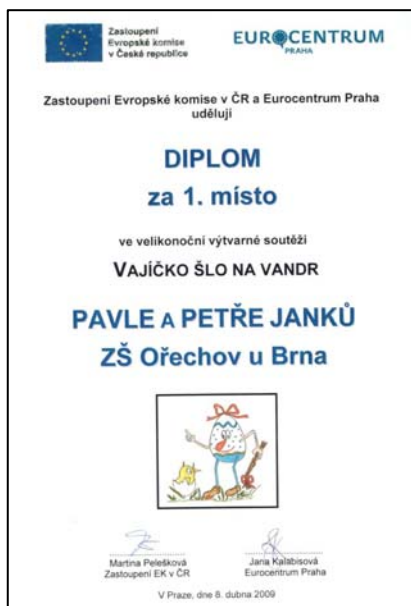 Zastoupení
Evropské komise
v České republice
EUROCENTRUM
PRAHA
Zastoupení Evropské komise v ČR a Eurocentrum Praha
udělují
DIPLOM
za 1. místo
ve velikonoční výtvarné soutěži
VAJÍČKO ŠLO NA VANDR
PAVLE A PETŘE JANKŮ
ZŠ Ořechov u Brna
Martina Pelešková
Zastoupení EK v ČR
Jana Kalabisová
Eurocentrum Praha
V Praze, dne 8. dubna 2009